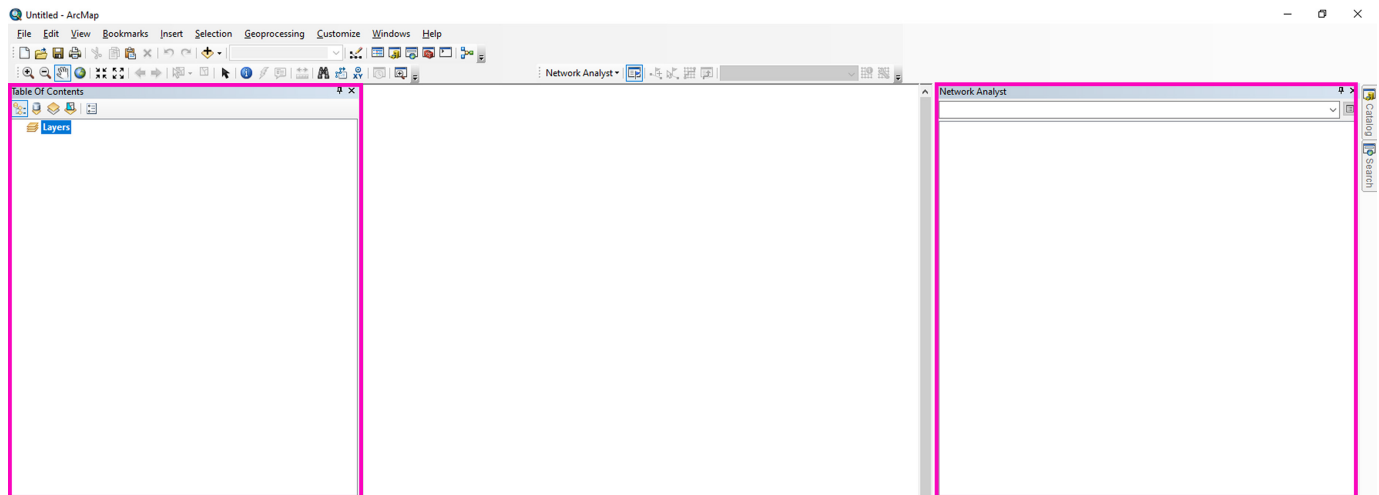 Untitled - ArcMap
File Edit View Bookmarks Insert Selection Geoprocessing Customize Windows Help
Network Analyst
Table Of Contents
Network Analyst
Layers
Catalog
Search